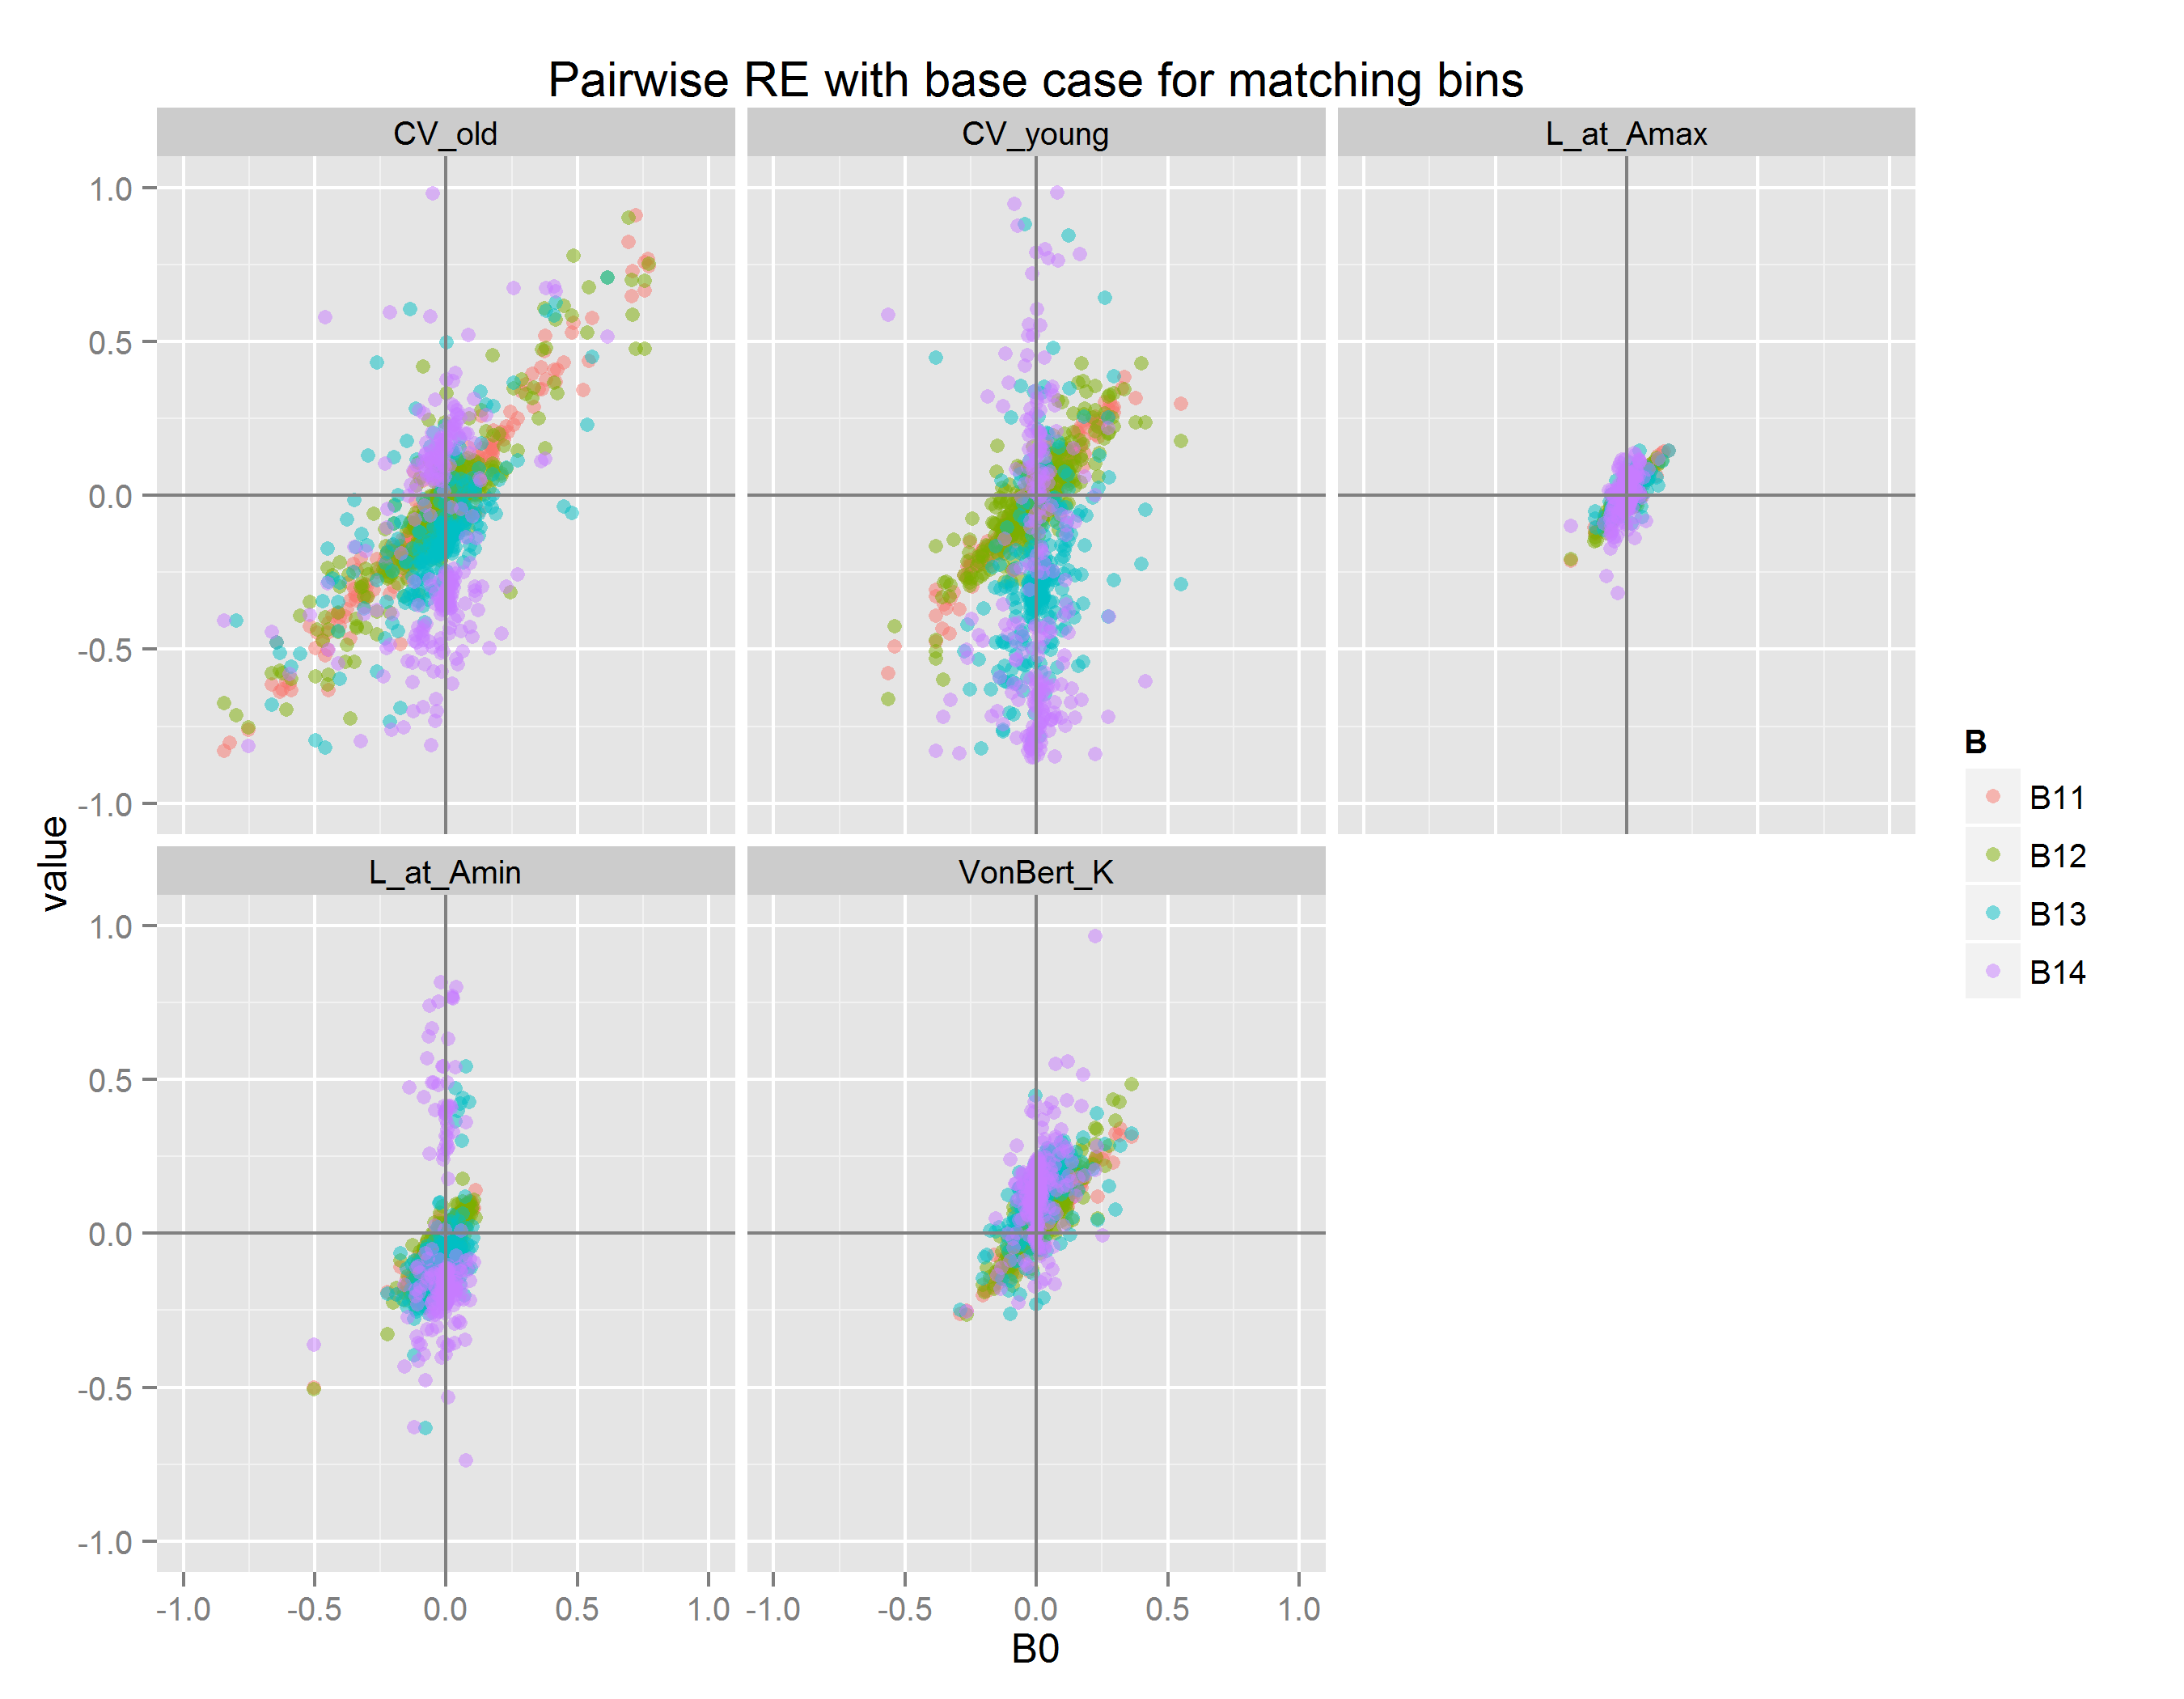 Pairwise RE with base case for matching bins
CV_old
CV_young
L_at_Amax
1.0
0.5
0.0
-0.5
-1.0
value
L_at_Amin
VonBert_K
1.0
0.5
0.0
-0.5
-1.0
-1.0 -0.5 0.0 0.5 1.0
-1.0 -0.5 0.0 0.5 1.0
B0
B
B11
B12
B13
B14